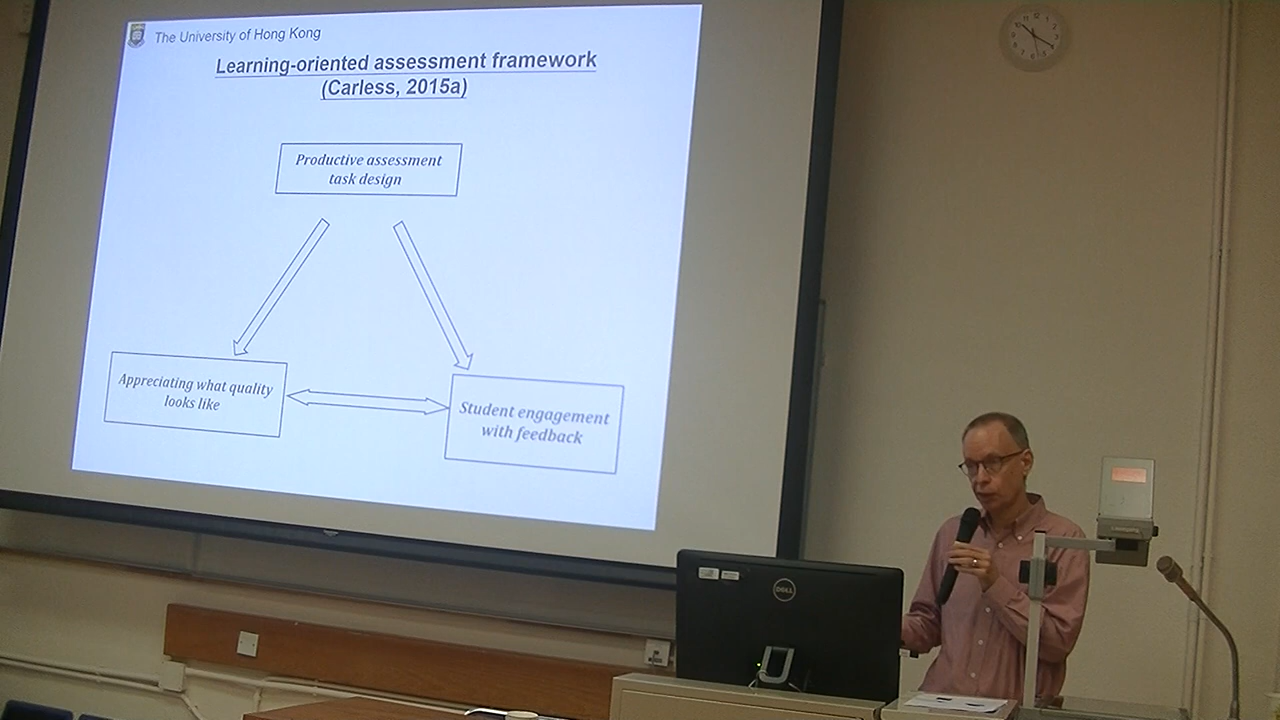 The University of Hong Kong
Learning-oriented assessment framework
(Carless, 2015a)
Productive assessment
task design
Appreciating what quality
looks like
Student engagement
with feedback
DELL